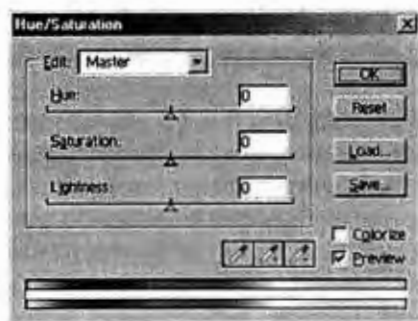 Hue/Saturation
Edit: Master
OK
Hue: 0
Reset
Saturation: 0
Load...
Lightness: 0
Save...
Colorize
Preview